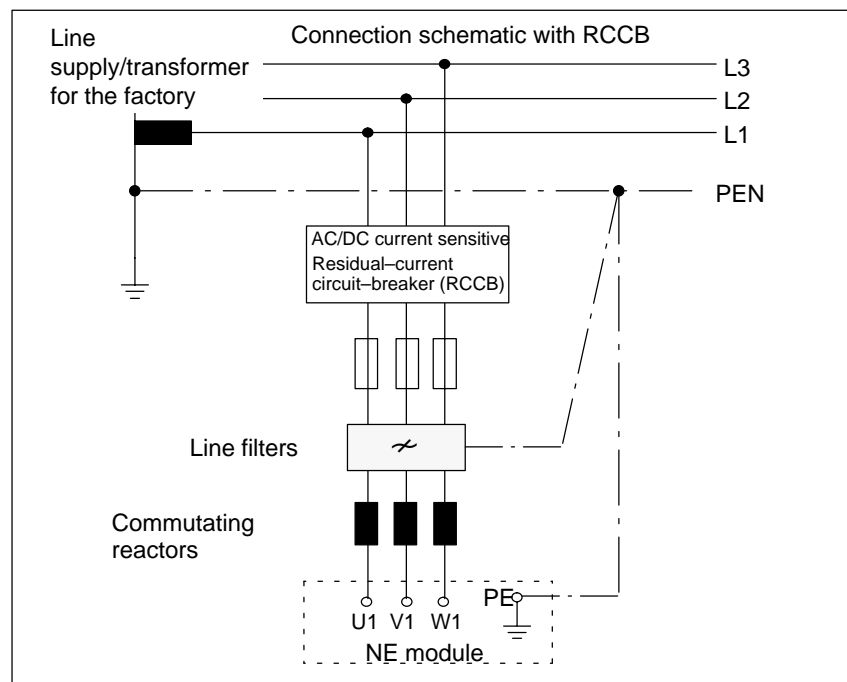 Connection schematic with RCCB
Line
supply/transformer
for the factory
L3
L2
L1
PEN
AC/DC current sensitive
Residual–current
circuit–breaker (RCCB)
Line filters
Commutating
reactors
PE
U1 V1 W1
NE module